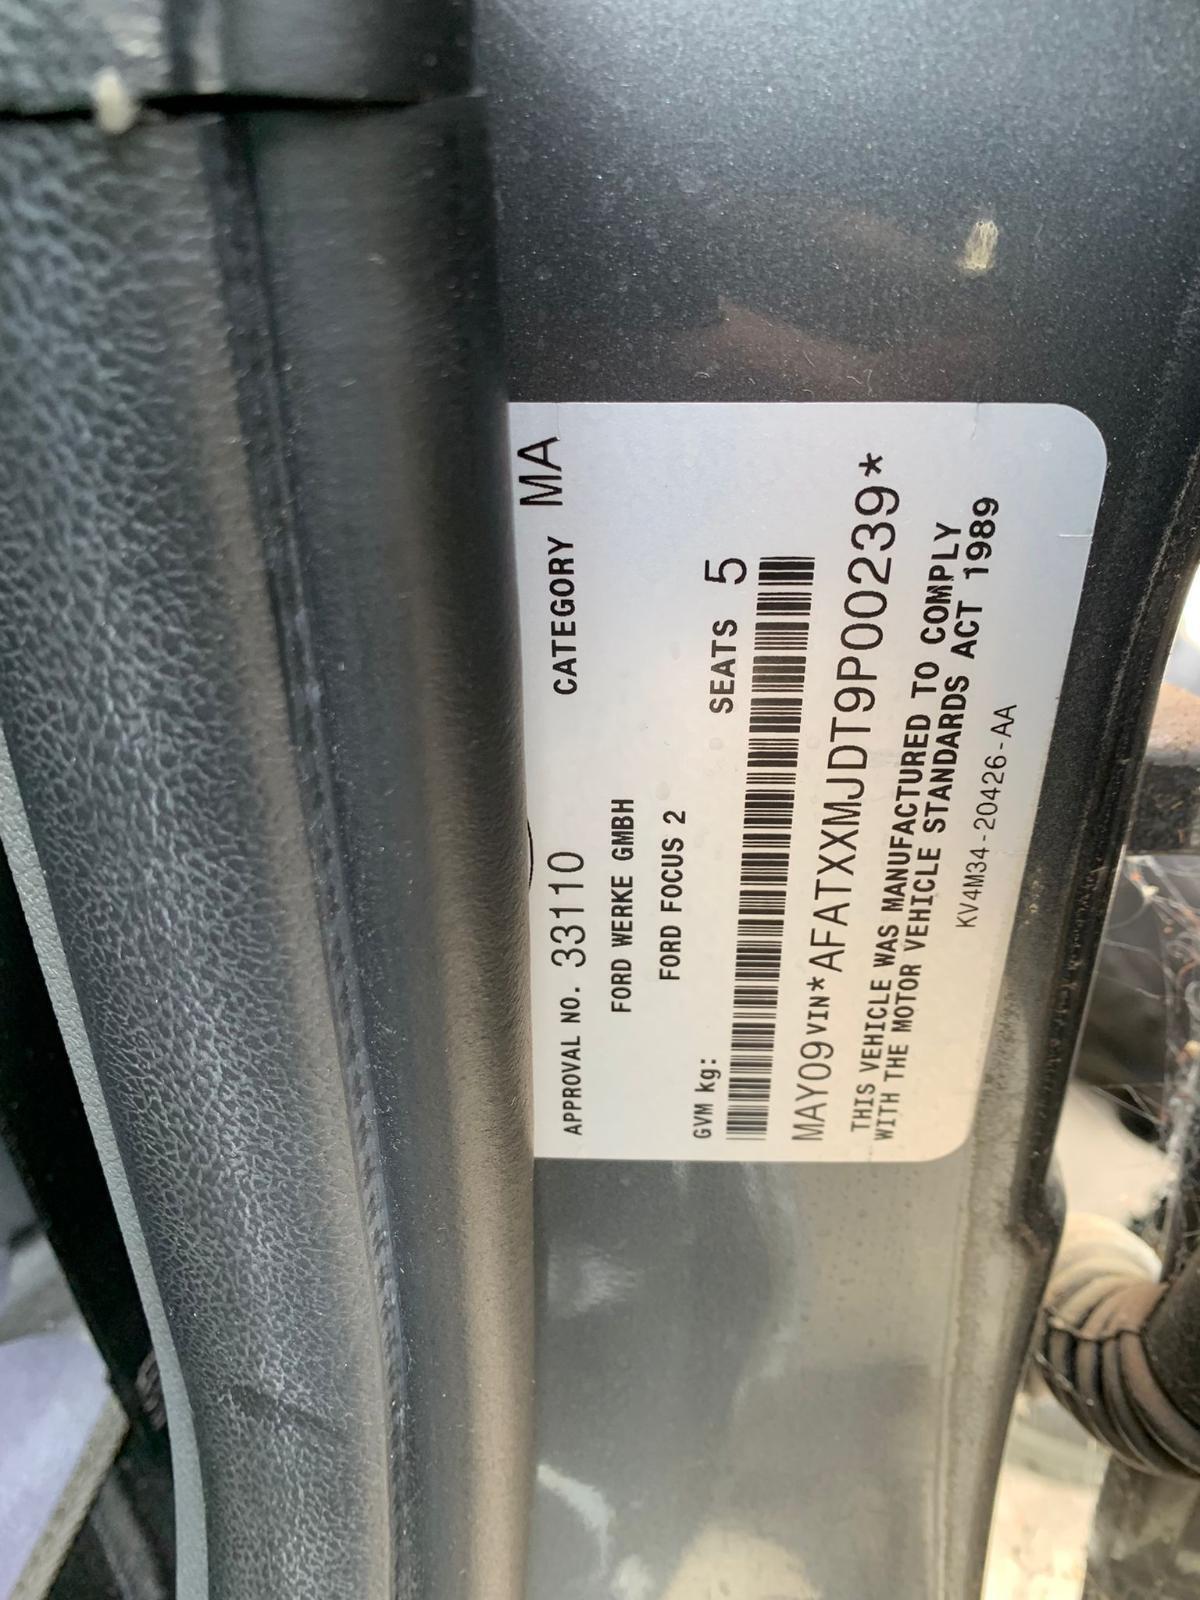 APPROVAL NO. 33110 CATEGORY MA
FORD WERKE GMBH
FORD FOCUS 2
GVM kg: SEATS 5
MAY09 VIN*AFATXXMJDT9P00239*
THIS VEHICLE WAS MANUFACTURED TO COMPLY
WITH THE MOTOR VEHICLE STANDARDS ACT 1989
KV4M34-20426-AA